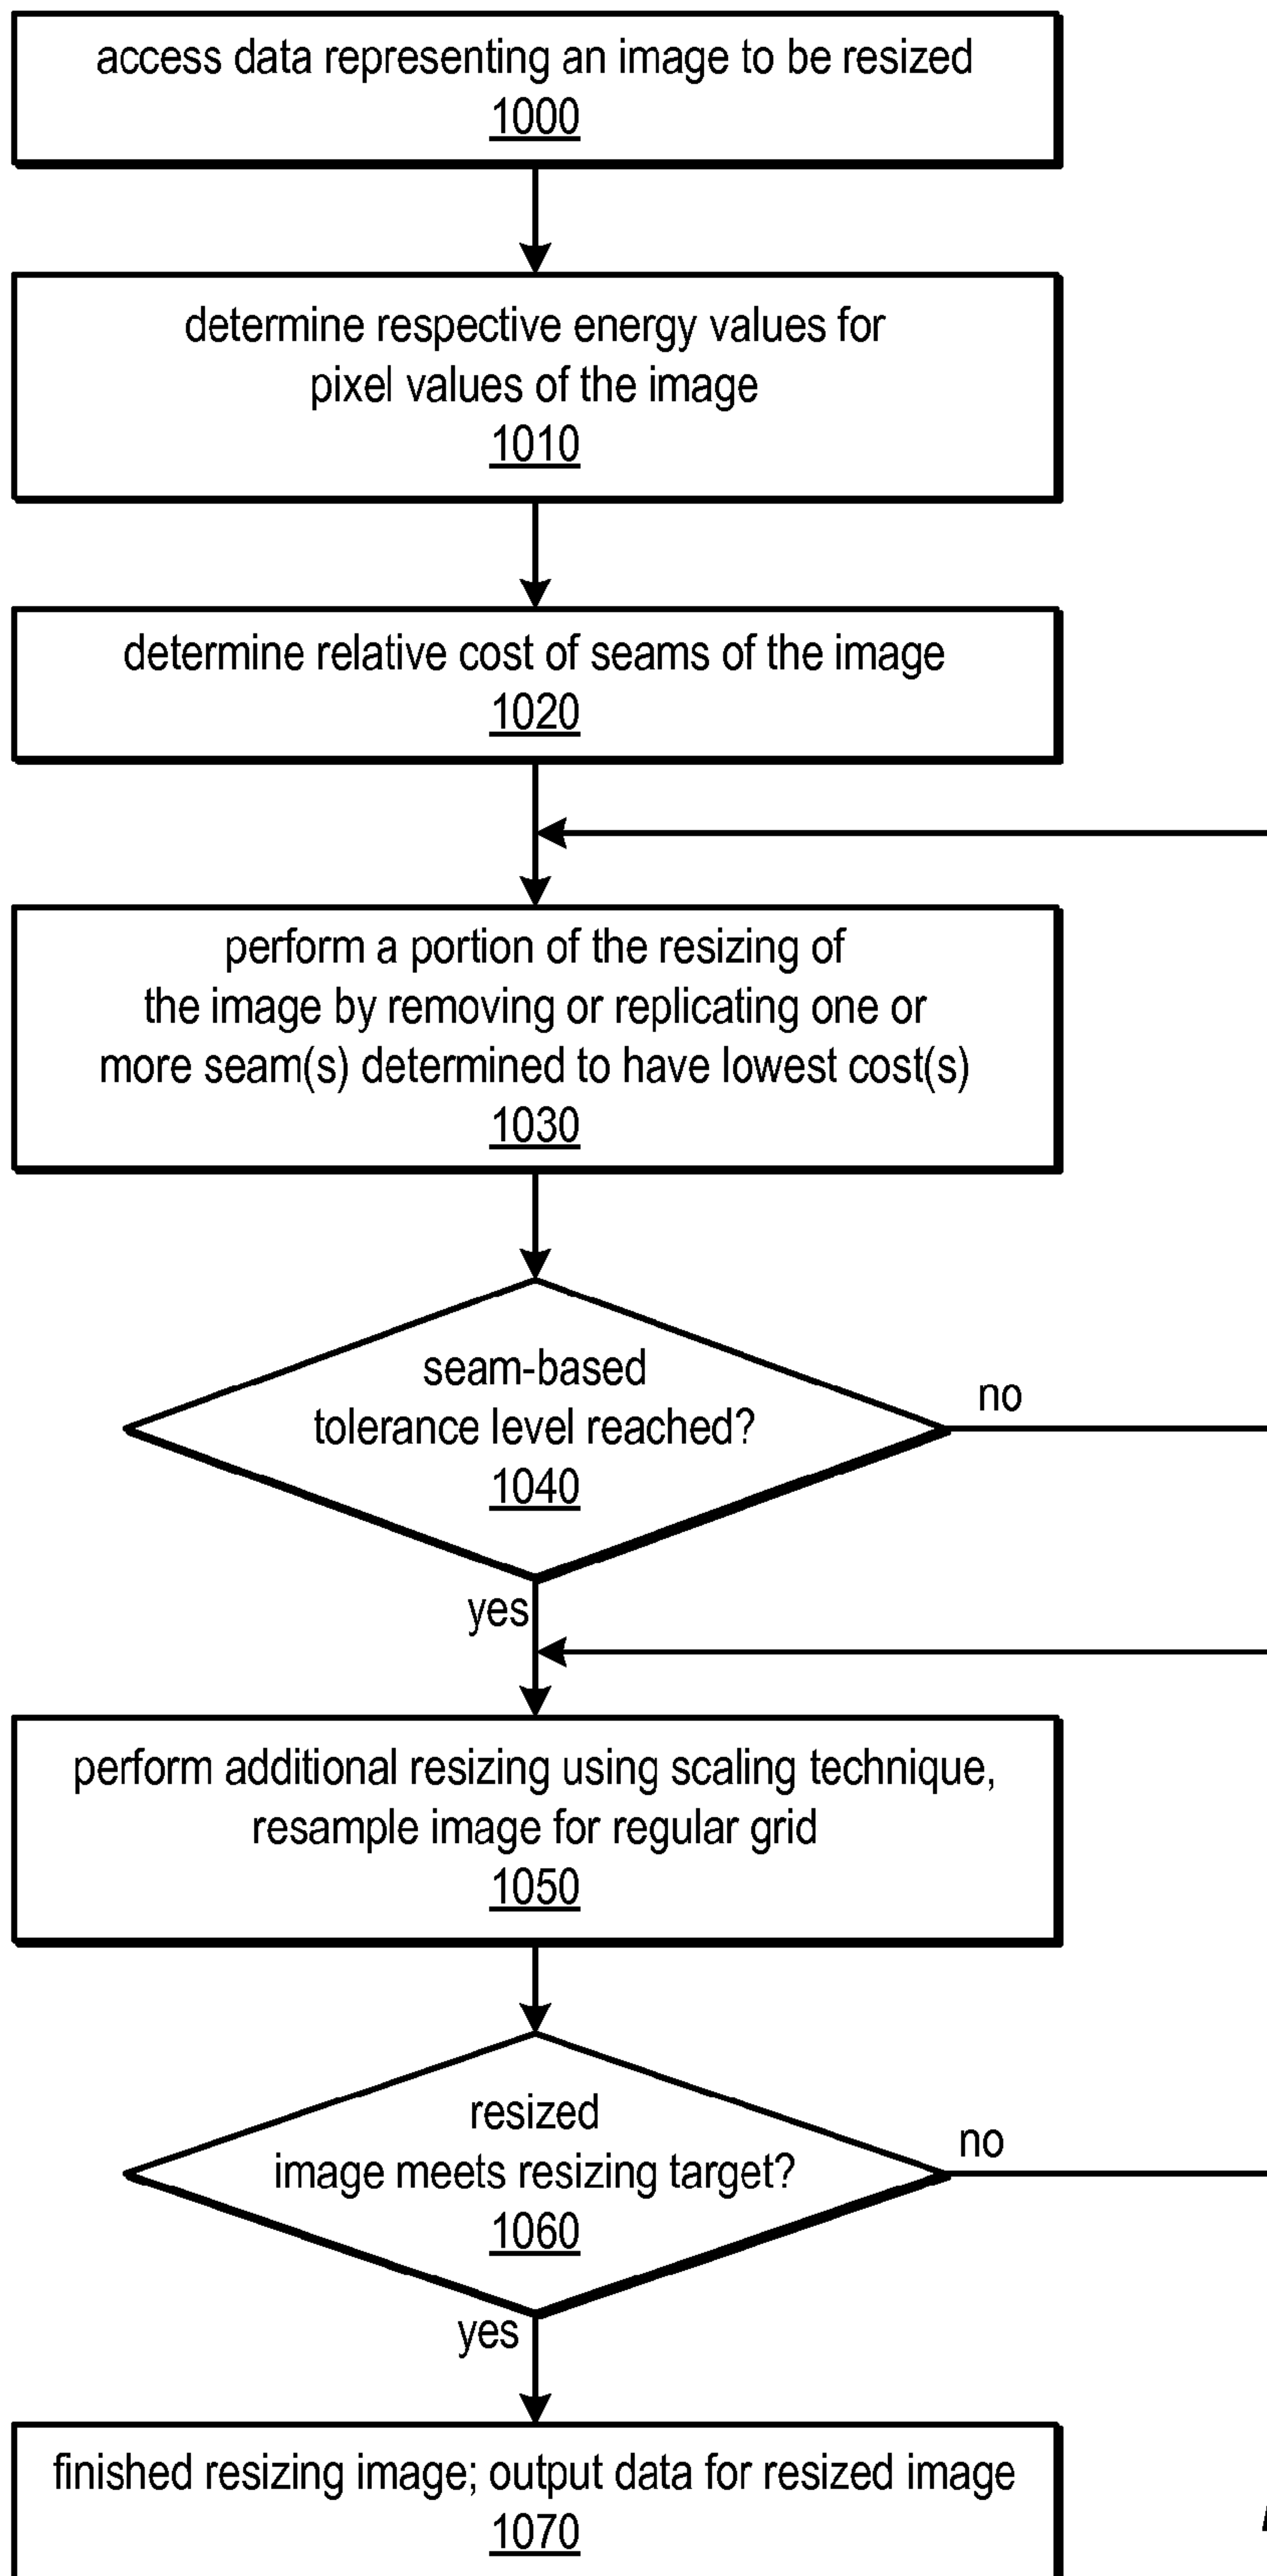 access data representing an image to be resized
1000
determine respective energy values for
pixel values of the image
1010
determine relative cost of seams of the image
1020
perform a portion of the resizing of
the image by removing or replicating one or
more seam(s) determined to have lowest cost(s)
1030
seam-based
tolerance level reached?
1040
no
yes
perform additional resizing using scaling technique,
resample image for regular grid
1050
resized
image meets resizing target?
1060
no
yes
finished resizing image; output data for resized image
1070